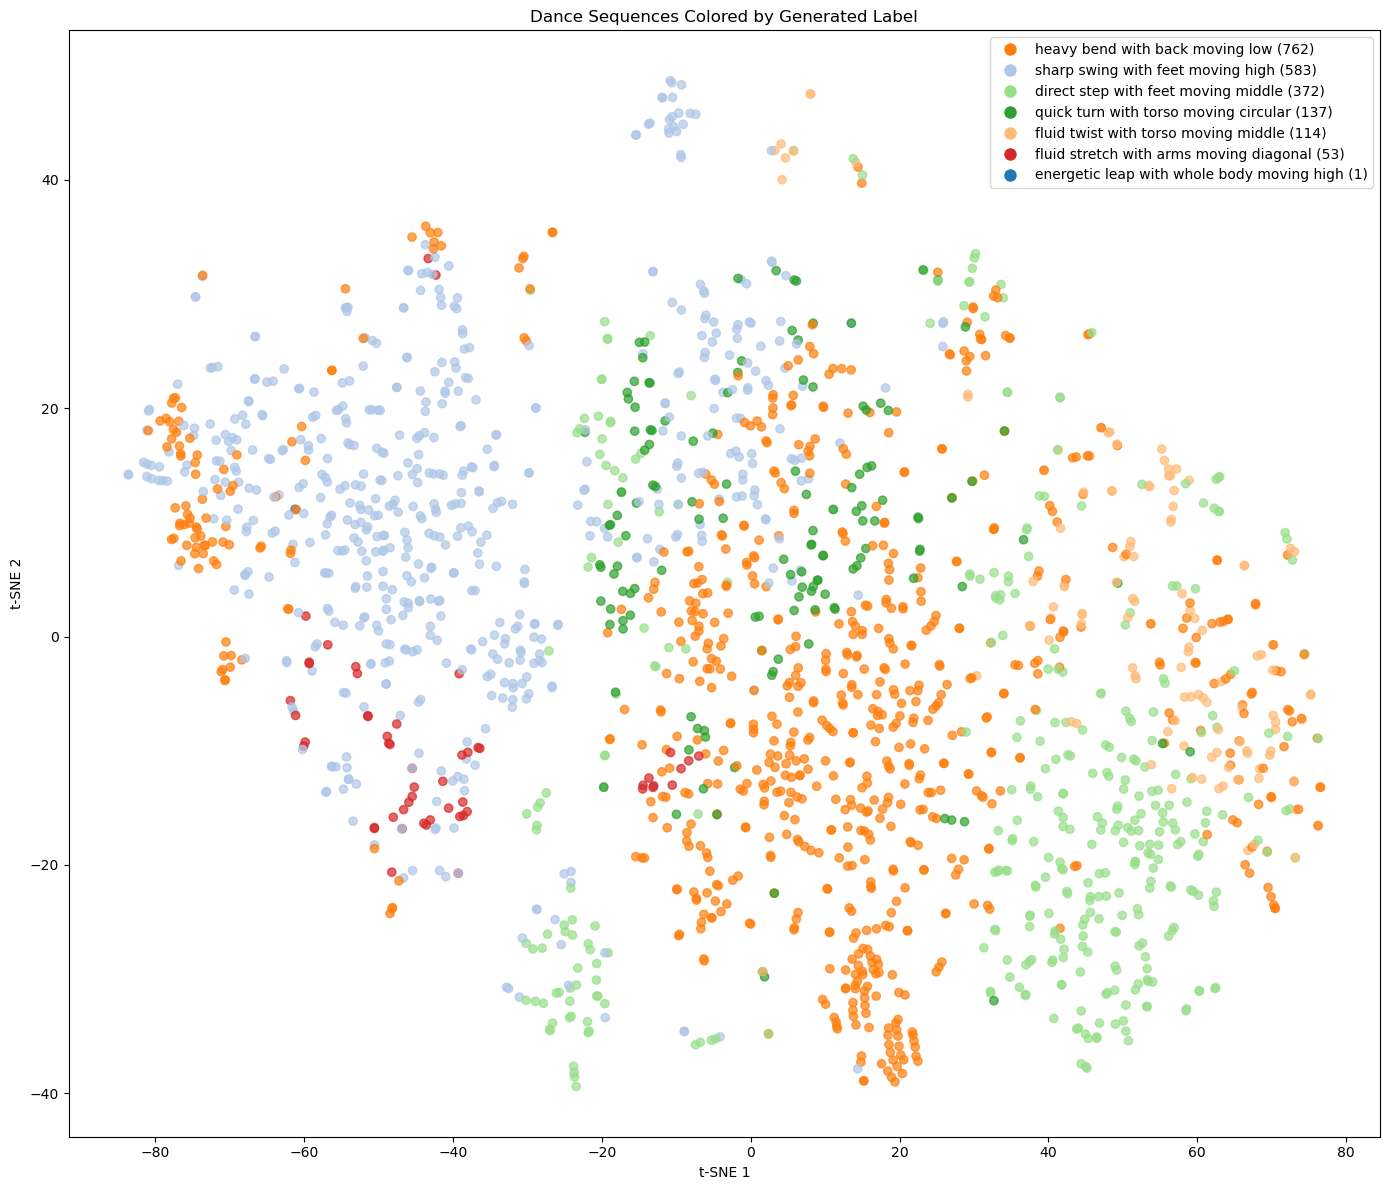 Dance Sequences Colored by Generated Label
heavy bend with back moving low (762)
sharp swing with feet moving high (583)
direct step with feet moving middle (372)
quick turn with torso moving circular (137)
fluid twist with torso moving middle (114)
fluid stretch with arms moving diagonal (53)
energetic leap with whole body moving high (1)
40
20
0
−20
−40
t-SNE 2
−80 −60 −40 −20 0 20 40 60 80
t-SNE 1